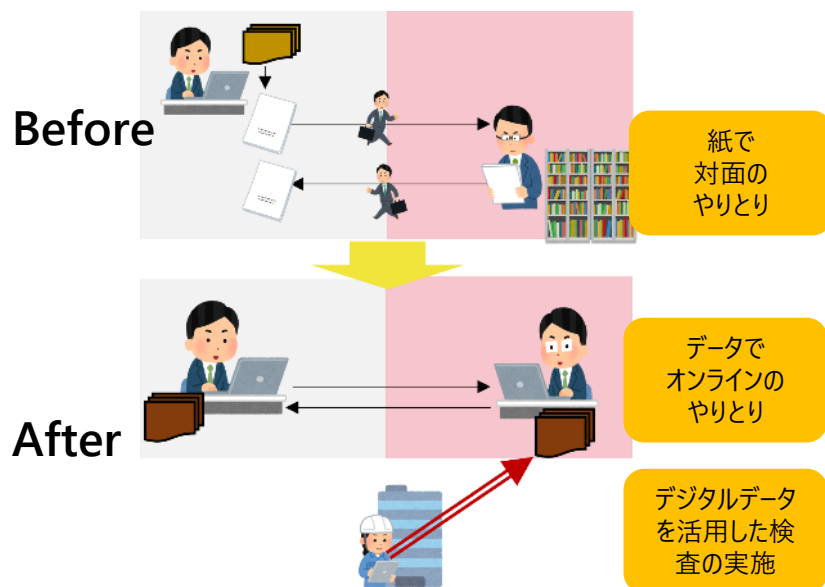 Before
紙で
対面の
やりとり
After
データで
オンラインの
やりとり
デジタルデータ
を活用した検
査の実施